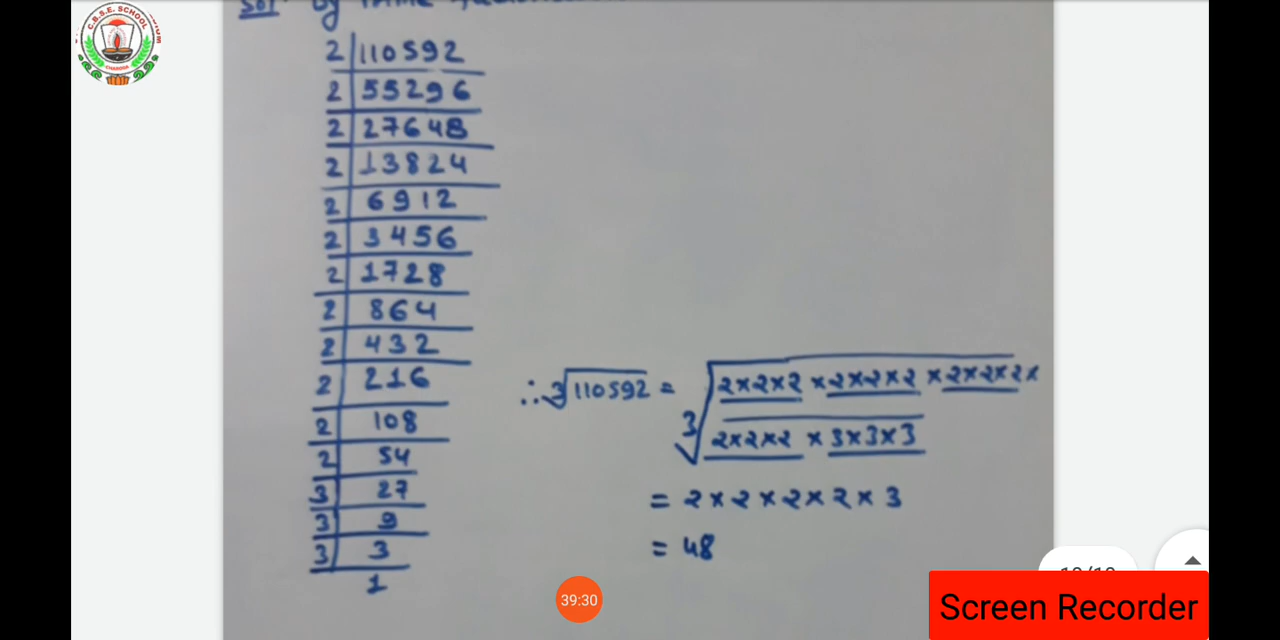 Sol
C.B.S.E. SCHOOL
2 | 110592
2 | 55296
2 | 27648
2 | 13824
2 | 6912
2 | 3456
2 | 1728
2 | 864
2 | 432
2 | 216
2 | 108
2 | 54
3 | 27
3 | 9
3 | 3
1
∴ ∛110592 = ∛2×2×2 × 2×2×2 × 2×2×2 ×
2×2×2 × 3×3×3
= 2 × 2 × 2 × 2 × 3
= 48
39:30
Screen Recorder